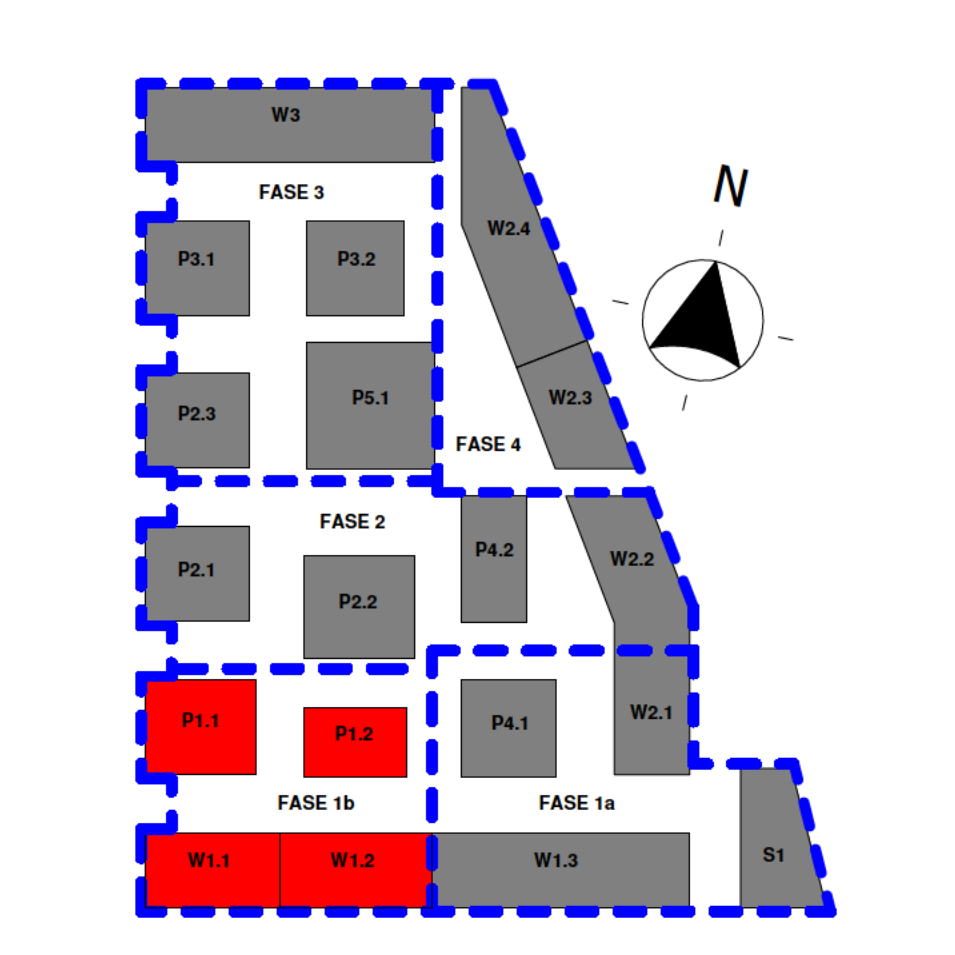 W3
N
FASE 3
W2.4
P3.1
P3.2
P5.1
W2.3
P2.3
FASE 4
FASE 2
P4.2
W2.2
P2.1
P2.2
P1.1
P1.2
P4.1
W2.1
FASE 1b
FASE 1a
W1.1
W1.2
W1.3
S1